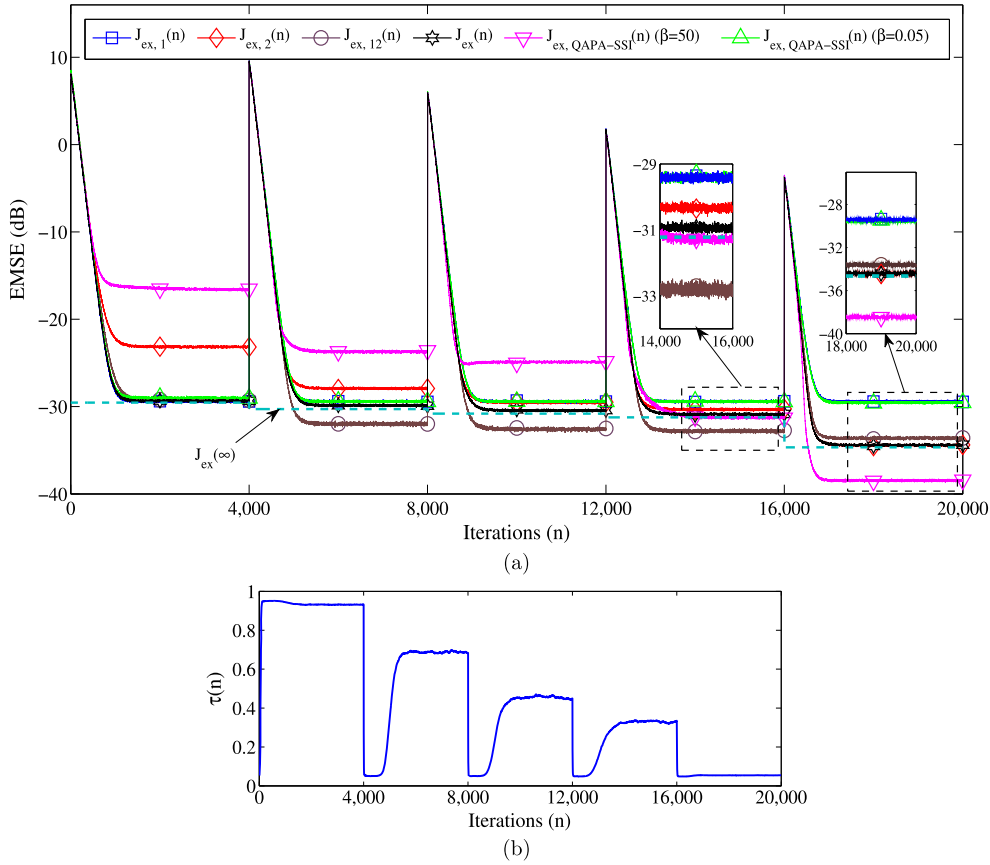 10
0
−10
−20
−30
−40
EMSE (dB)
J_ex, 1(n)
J_ex, 2(n)
J_ex, 12(n)
J_ex(n)
J_ex, QAPA−SSI(n) (β=50)
J_ex, QAPA−SSI(n) (β=0.05)
−29
−31
−33
14,000
16,000
−28
−32
−36
−40
18,000
20,000
J_ex(∞)
0
4,000
8,000
12,000
16,000
20,000
Iterations (n)
(a)
1
0.8
0.6
0.4
0.2
0
τ(n)
0
4,000
8,000
12,000
16,000
20,000
Iterations (n)
(b)